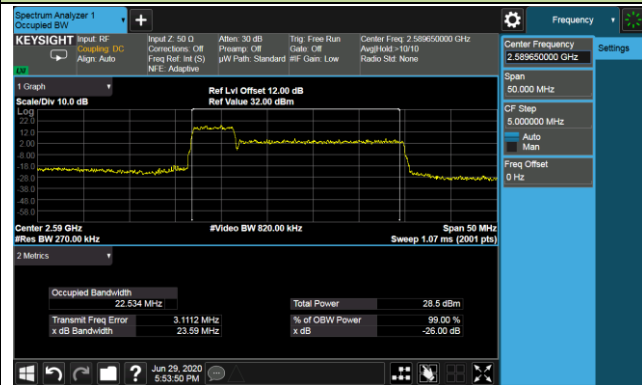 Spectrum Analyzer 1
Occupied BW
+
Frequency
KEYSIGHT Input: RF Input Z: 50 Ω Atten: 30 dB Trig: Free Run Center Freq: 2.589650000 GHz
Coupling: DC Corrections: Off Preamp: Off Gate: Off Avg|Hold:>10/10
Align: Auto Freq Ref: Int (S) µW Path: Standard #IF Gain: Low Radio Std: None
NFE: Adaptive
Center Frequency
2.589650000 GHz
Settings
Span
50.000 MHz
CF Step
5.000000 MHz
Auto
Man
Freq Offset
0 Hz
1 Graph
Ref Lvl Offset 12.00 dB
Scale/Div 10.0 dB Ref Value 32.00 dBm
Log
22.0
12.0
2.00
-8.00
-18.0
-28.0
-38.0
-48.0
-58.0
Center 2.59 GHz #Video BW 820.00 kHz Span 50 MHz
#Res BW 270.00 kHz Sweep 1.07 ms (2001 pts)
2 Metrics
Occupied Bandwidth
22.534 MHz Total Power 28.5 dBm
Transmit Freq Error 3.1112 MHz % of OBW Power 99.00 %
x dB Bandwidth 23.59 MHz x dB -26.00 dB
Jun 29, 2020
5:53:50 PM